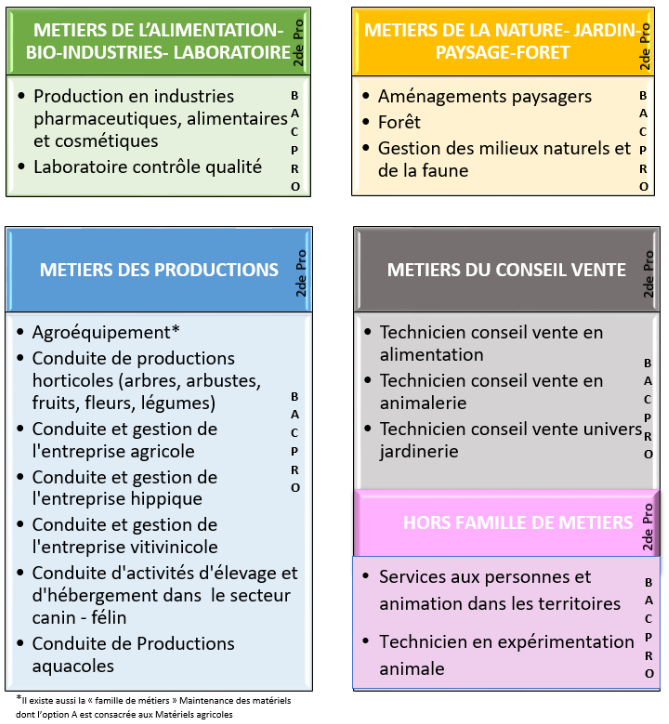 METIERS DE L'ALIMENTATION-
BIO-INDUSTRIES- LABORATOIRE
2de Pro
• Production en industries
pharmaceutiques, alimentaires
et cosmétiques
• Laboratoire contrôle qualité
B
A
C
P
R
O
METIERS DE LA NATURE- JARDIN-
PAYSAGE-FORET
2de Pro
• Aménagements paysagers
• Forêt
• Gestion des milieux naturels et
de la faune
B
A
C
P
R
O
METIERS DES PRODUCTIONS
2de Pro
• Agroéquipement*
• Conduite de productions
horticoles (arbres, arbustes,
fruits, fleurs, légumes)
• Conduite et gestion de
l'entreprise agricole
• Conduite et gestion de
l'entreprise hippique
• Conduite et gestion de
l'entreprise vitivinicole
• Conduite d'activités d'élevage et
d'hébergement dans le secteur
canin - félin
• Conduite de Productions
aquacoles
B
A
C
P
R
O
*Il existe aussi la « famille de métiers » Maintenance des matériels
dont l'option A est consacrée aux Matériels agricoles
METIERS DU CONSEIL VENTE
2de Pro
• Technicien conseil vente en
alimentation
• Technicien conseil vente en
animalerie
• Technicien conseil vente univers
jardinerie
B
A
C
P
R
O
HORS FAMILLE DE METIERS
2de Pro
• Services aux personnes et
animation dans les territoires
• Technicien en expérimentation
animale
B
A
C
P
R
O